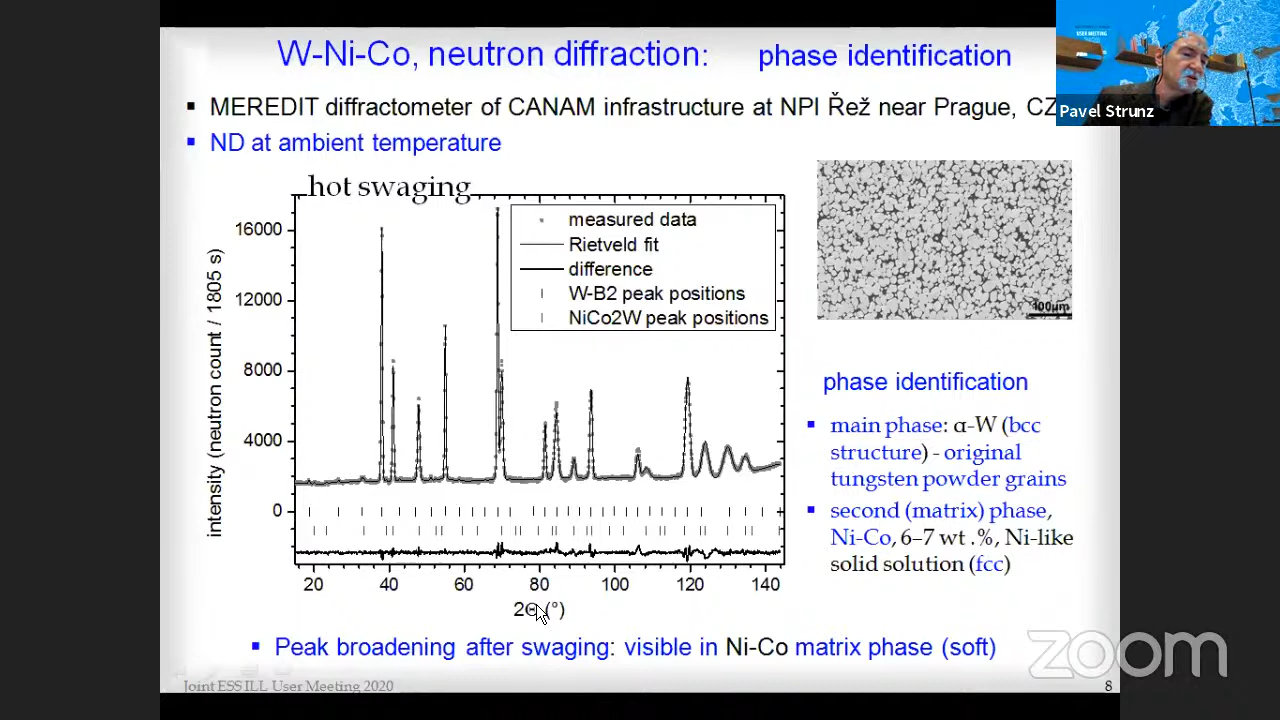 W-Ni-Co, neutron diffraction: phase identification
▪ MEREDIT diffractometer of CANAM infrastructure at NPI Řež near Prague, CZ
▪ ND at ambient temperature
USER MEETING
Pavel Strunz
hot swaging
measured data
Rietveld fit
difference
W-B2 peak positions
NiCo2W peak positions
intensity (neutron count / 1805 s)
16000
12000
8000
4000
0
20 40 60 80 100 120 140
2Θ (°)
100µm
phase identification
▪ main phase: α-W (bcc
structure) - original
tungsten powder grains
▪ second (matrix) phase,
Ni-Co, 6–7 wt .%, Ni-like
solid solution (fcc)
▪ Peak broadening after swaging: visible in Ni-Co matrix phase (soft)
zoom
Joint ESS ILL User Meeting 2020
8